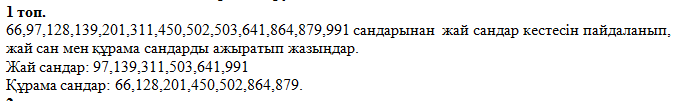 1 топ.
66,97,128,139,201,311,450,502,503,641,864,879,991 сандарынан жай сандар кестесін пайдаланып,
жай сан мен құрама сандарды ажыратып жазыңдар.
Жай сандар: 97,139,311,503,641,991
Құрама сандар: 66,128,201,450,502,864,879.